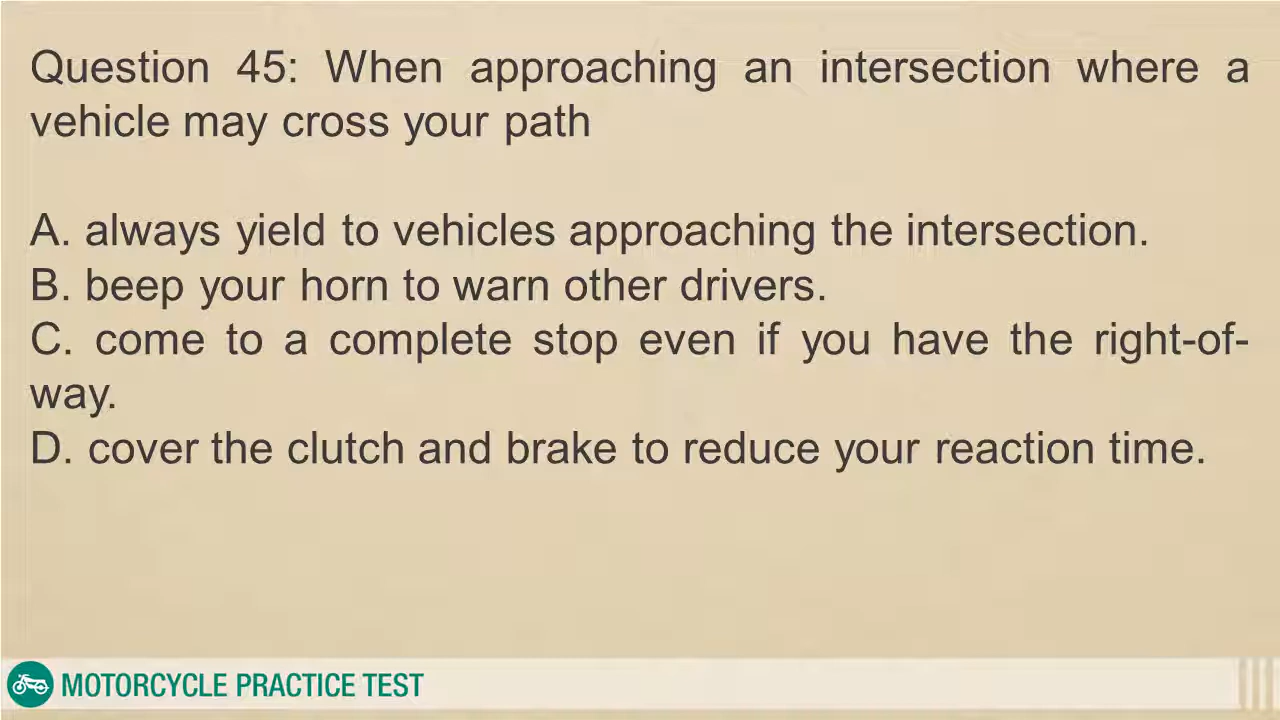 Question 45: When approaching an intersection where a
vehicle may cross your path
A. always yield to vehicles approaching the intersection.
B. beep your horn to warn other drivers.
C. come to a complete stop even if you have the right-of-
way.
D. cover the clutch and brake to reduce your reaction time.
MOTORCYCLE PRACTICE TEST